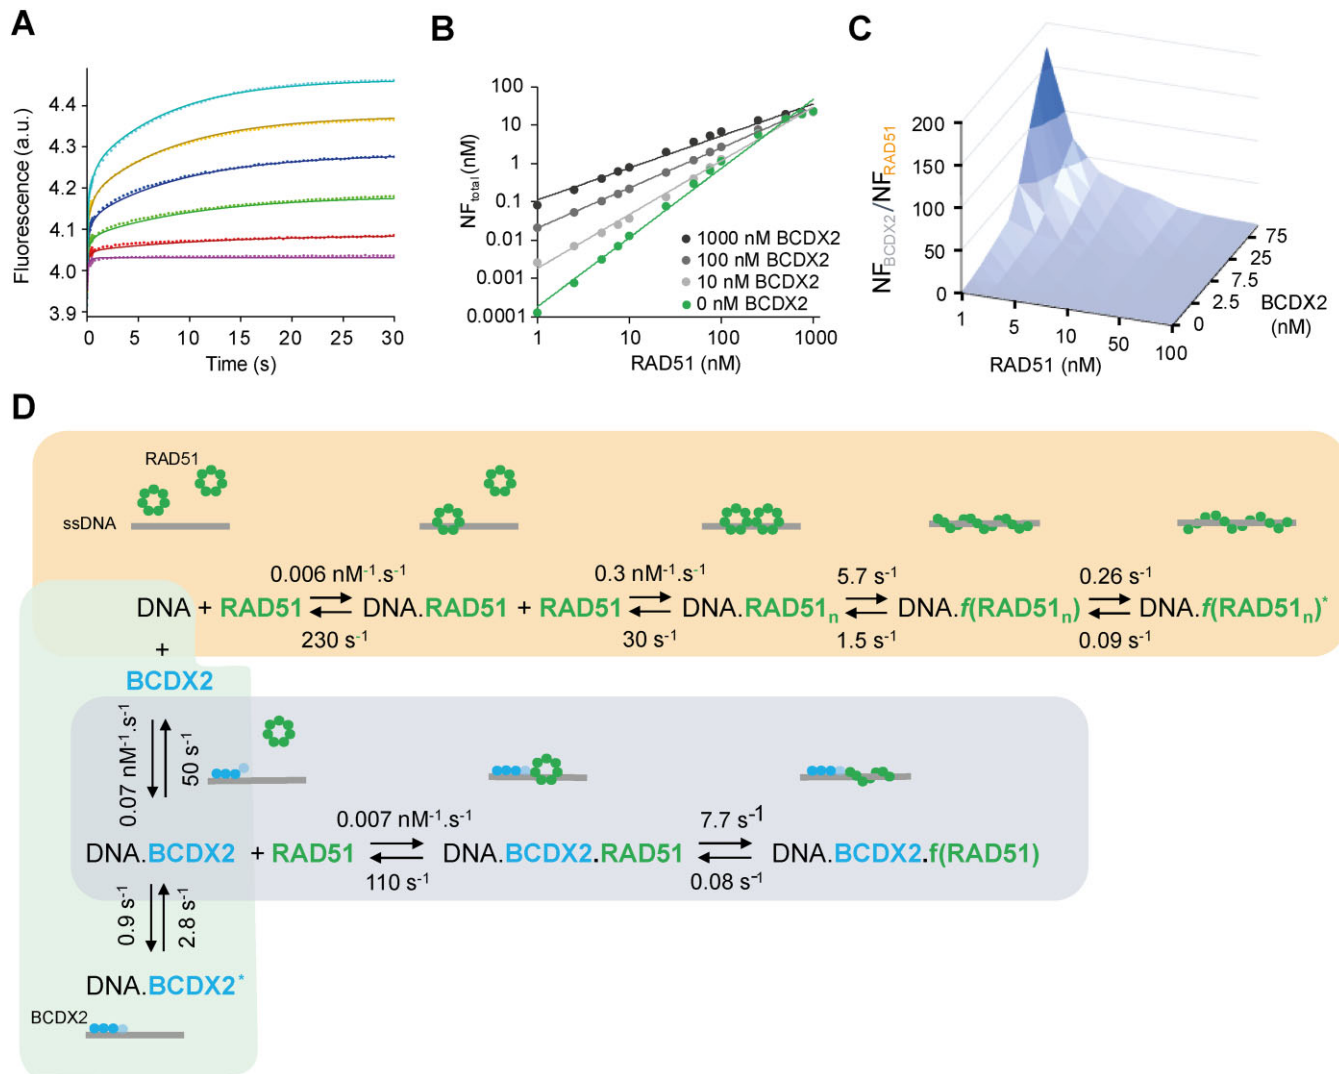 A
Fluorescence (a.u.)
4.4
4.3
4.2
4.1
4.0
3.9
0 5 10 15 20 25 30
Time (s)
B
NFtotal (nM)
100
10
1
0.1
0.01
0.001
0.0001
1000 nM BCDX2
100 nM BCDX2
10 nM BCDX2
0 nM BCDX2
1 10 100 1000
RAD51 (nM)
C
NFBCDX2/NFRAD51
200
150
100
50
0
1 5 10 50 100
RAD51 (nM)
75
25
7.5
2.5
0
BCDX2
(nM)
D
RAD51
ssDNA
0.006 nM⁻¹.s⁻¹ 0.3 nM⁻¹.s⁻¹ 5.7 s⁻¹ 0.26 s⁻¹
DNA + RAD51 DNA.RAD51 + RAD51 DNA.RAD51n DNA.f(RAD51n) DNA.f(RAD51n)*
230 s⁻¹ 30 s⁻¹ 1.5 s⁻¹ 0.09 s⁻¹
+
BCDX2
0.07 nM⁻¹.s⁻¹
50 s⁻¹
0.007 nM⁻¹.s⁻¹ 7.7 s⁻¹
DNA.BCDX2 + RAD51 DNA.BCDX2.RAD51 DNA.BCDX2.f(RAD51)
110 s⁻¹ 0.08 s⁻¹
0.9 s⁻¹
2.8 s⁻¹
DNA.BCDX2*
BCDX2